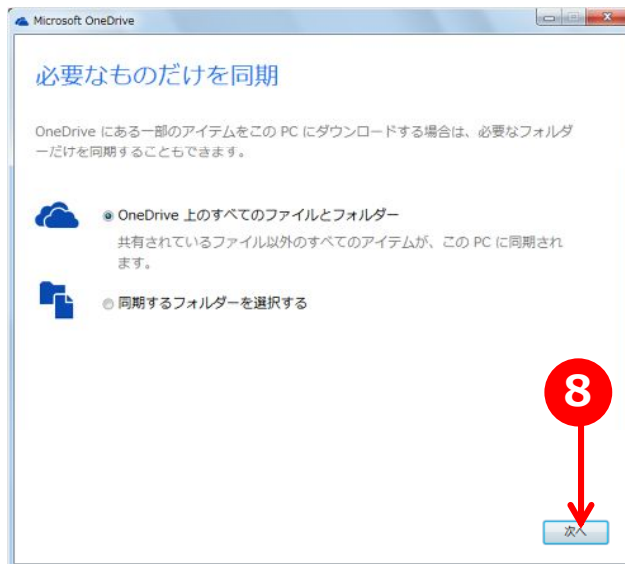 Microsoft OneDrive
必要なものだけを同期
OneDrive にある一部のアイテムをこの PC にダウンロードする場合は、必要なフォルダ
ーだけを同期することもできます。
OneDrive 上のすべてのファイルとフォルダー
共有されているファイル以外のすべてのアイテムが、この PC に同期され
ます。
同期するフォルダーを選択する
8
次へ